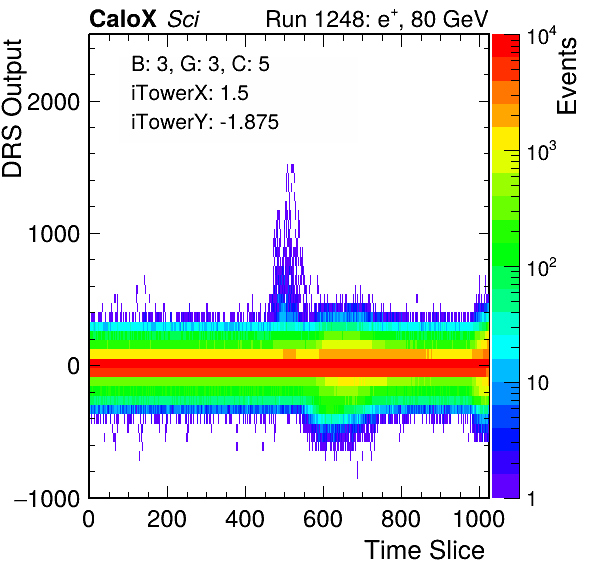 CaloX Sci Run 1248: e⁺, 80 GeV
B: 3, G: 3, C: 5
iTowerX: 1.5
iTowerY: -1.875
DRS Output
2000
1000
0
−1000
0 200 400 600 800 1000
Time Slice
10⁴
10³
10²
10
1
Events